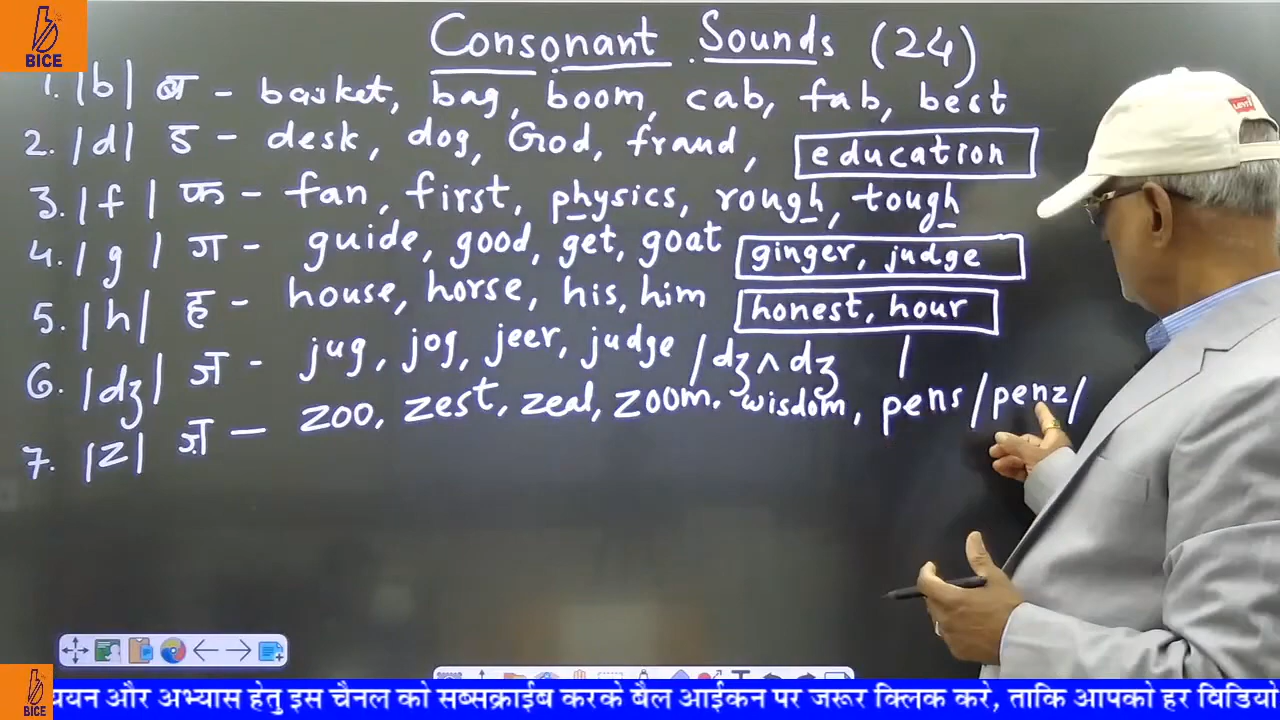 BICE
Consonant Sounds (24)
1. |b| ब - basket, bag, boom, cab, fab, best
2. |d| ड - desk, dog, God, fraud, education
3. |f| फ - fan, first, physics, rough, tough
4. |g| ग - guide, good, get, goat ginger, judge
5. |h| ह - house, horse, his, him honest, hour
6. |dʒ| ज - jug, jog, jeer, judge /dʒʌdʒ |
7. |z| ज़ - zoo, zest, zeal, zoom. wisdom, pens /penz/
LEVI'S
BICE
ययन और अभ्यास हेतु इस चैनल को सब्सक्राईब करके बैल आईकन पर जरूर क्लिक करे, ताकि आपको हर विडियो